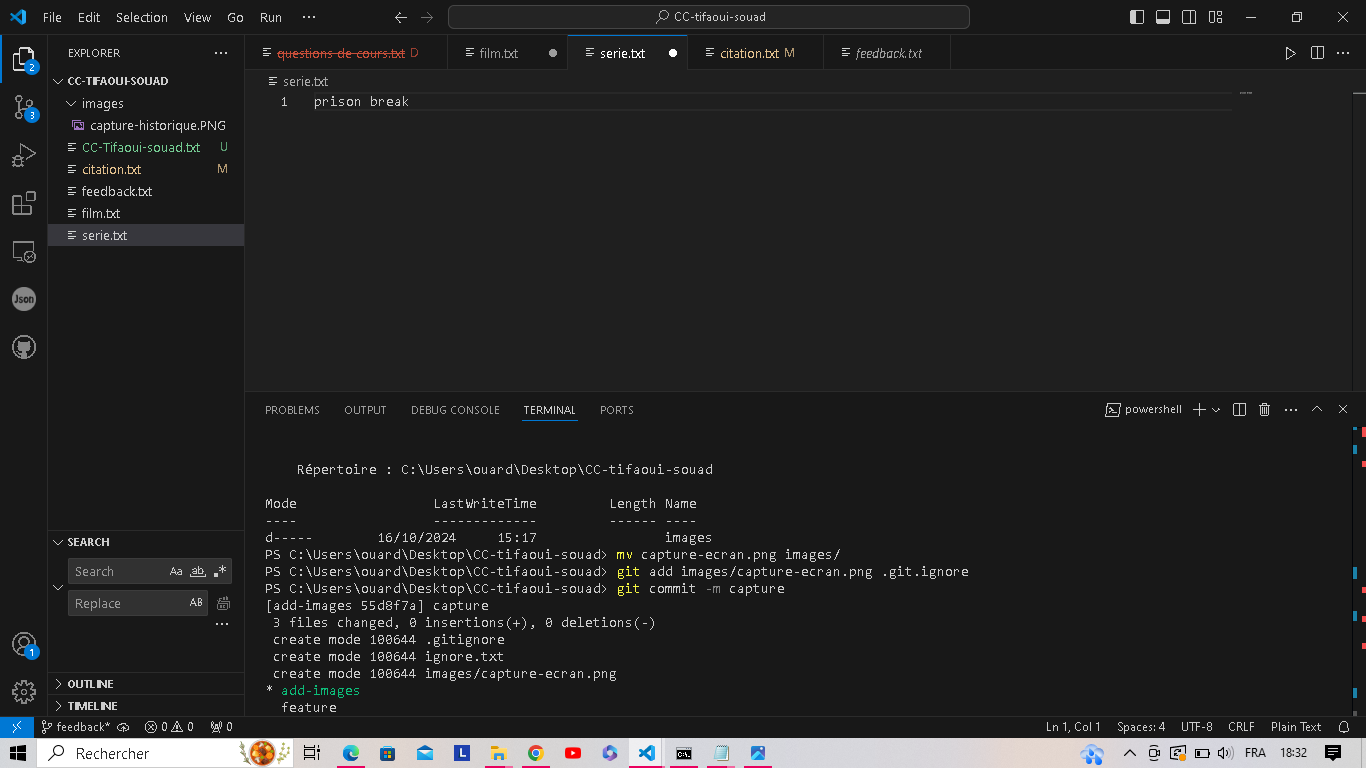 File Edit Selection View Go Run ···
CC-tifaoui-souad
EXPLORER
CC-TIFAOUI-SOUAD
images
capture-historique.PNG
CC-Tifaoui-souad.txt U
citation.txt M
feedback.txt
film.txt
serie.txt
2
3
Json
1
SEARCH
Search Aa ab .*
Replace AB
OUTLINE
TIMELINE
questions-de-cours.txt D
film.txt
serie.txt
citation.txt M
feedback.txt
serie.txt
1 prison break
PROBLEMS OUTPUT DEBUG CONSOLE TERMINAL PORTS
powershell
Répertoire : C:\Users\ouard\Desktop\CC-tifaoui-souad
Mode LastWriteTime Length Name
---- ------------- ------ ----
d----- 16/10/2024 15:17 images
PS C:\Users\ouard\Desktop\CC-tifaoui-souad> mv capture-ecran.png images/
PS C:\Users\ouard\Desktop\CC-tifaoui-souad> git add images/capture-ecran.png .git.ignore
PS C:\Users\ouard\Desktop\CC-tifaoui-souad> git commit -m capture
[add-images 55d8f7a] capture
3 files changed, 0 insertions(+), 0 deletions(-)
create mode 100644 .gitignore
create mode 100644 ignore.txt
create mode 100644 images/capture-ecran.png
* add-images
feature
feedback* 0 0 0
Ln 1, Col 1 Spaces: 4 UTF-8 CRLF Plain Text
Rechercher
L
FRA 18:32